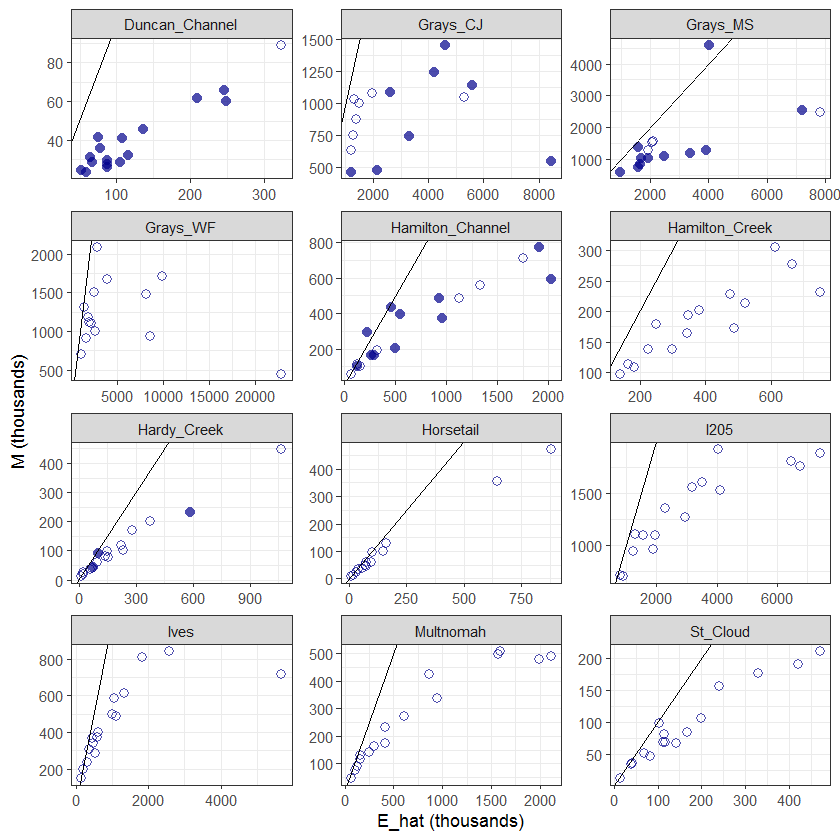 Duncan_Channel Grays_CJ Grays_MS
80
60
40
100 200 300
1500
1250
1000
750
500
2000 4000 6000 8000
4000
3000
2000
1000
2000 4000 6000 8000
Grays_WF Hamilton_Channel Hamilton_Creek
2000
1500
1000
500
5000 10000 15000 20000
800
600
400
200
0 500 1000 1500 2000
300
250
200
150
100
200 400 600
M (thousands)
Hardy_Creek Horsetail I205
400
300
200
100
0
0 300 600 900
400
300
200
100
0
0 250 500 750
1500
1000
2000 4000 6000
Ives Multnomah St_Cloud
800
600
400
200
0 2000 4000
500
400
300
200
100
0 500 1000 1500 2000
200
150
100
50
0 100 200 300 400
E_hat (thousands)